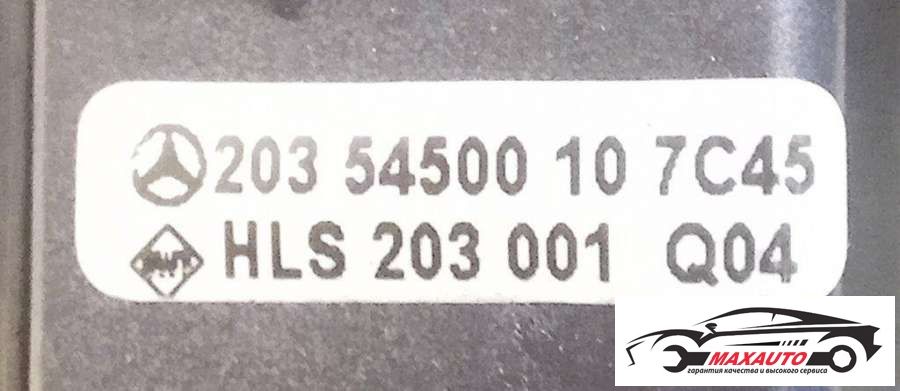 203 54500 10 7C45
HLS 203 001 Q04
MAXAUTO
гарантия качества и высокого сервиса